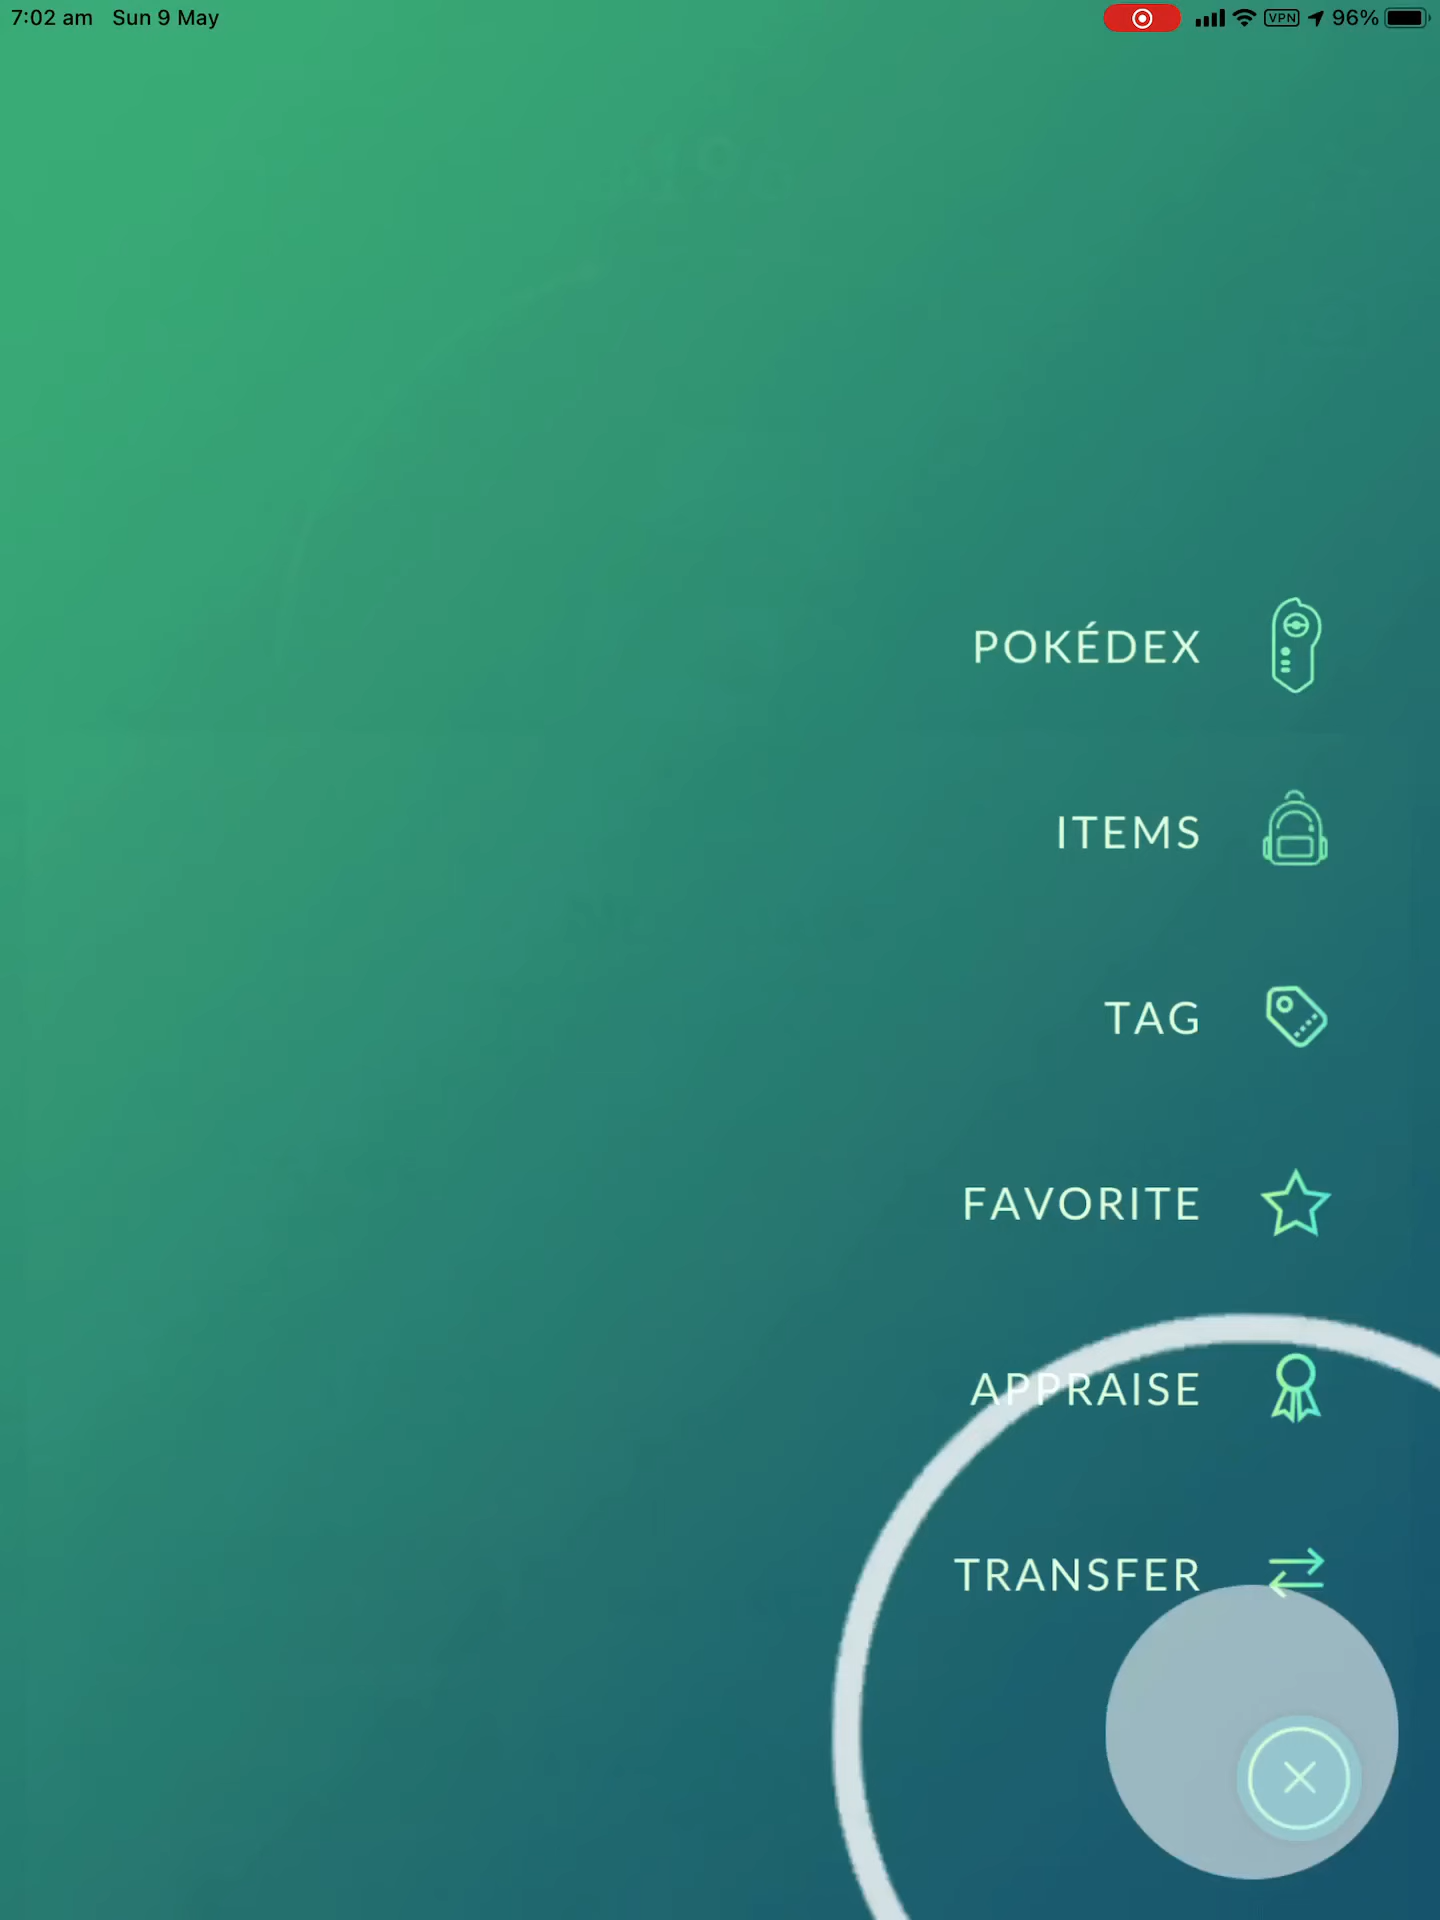 7:02 am Sun 9 May VPN 96%
POKÉDEX
ITEMS
TAG
FAVORITE
APPRAISE
TRANSFER